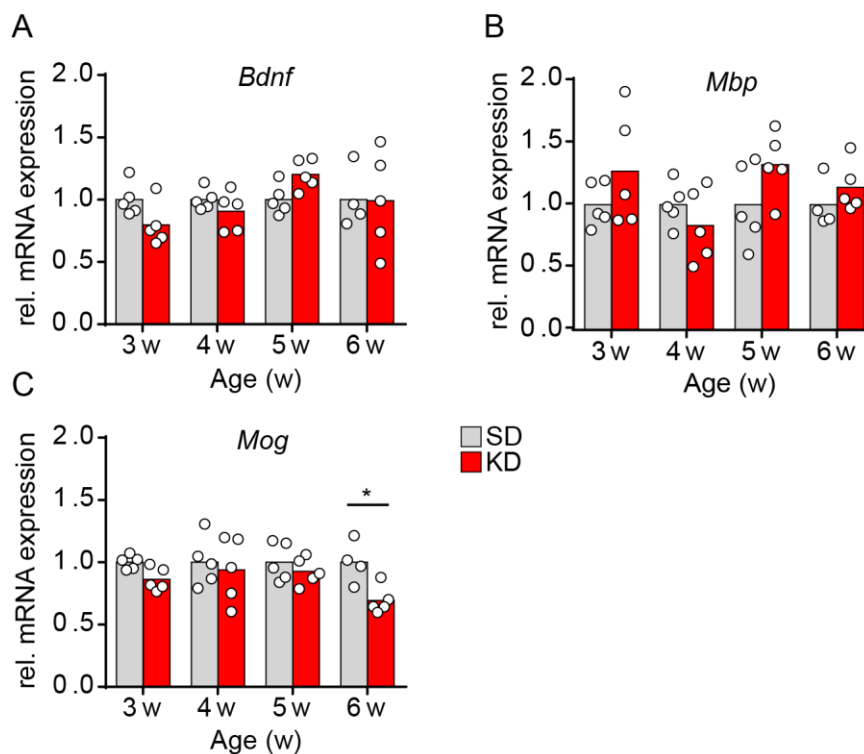 A
Bdnf
rel. mRNA expression
2.0
1.5
1.0
0.5
0.0
3 w 4 w 5 w 6 w
Age (w)
B
Mbp
rel. mRNA expression
2.0
1.5
1.0
0.5
0.0
3 w 4 w 5 w 6 w
Age (w)
C
Mog
rel. mRNA expression
2.0
1.5
1.0
0.5
0.0
*
3 w 4 w 5 w 6 w
Age (w)
SD
KD